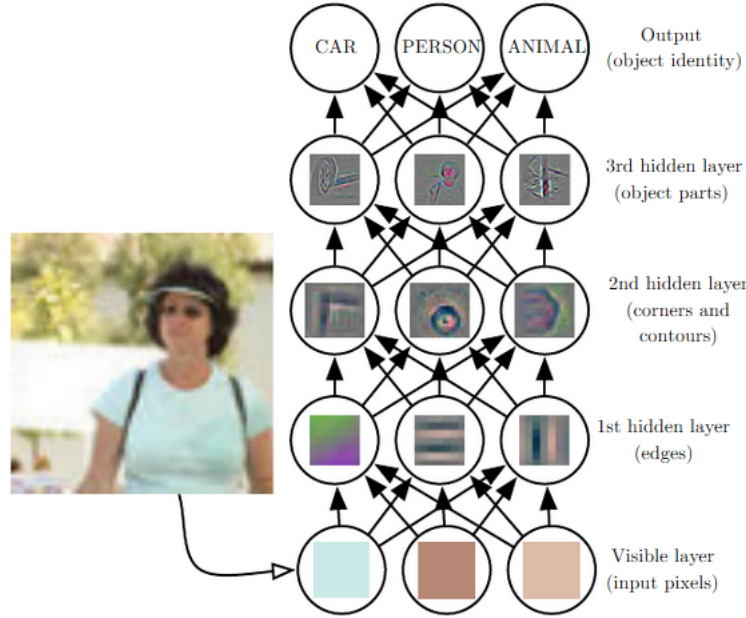 CAR
PERSON
ANIMAL
Output
(object identity)
3rd hidden layer
(object parts)
2nd hidden layer
(corners and
contours)
1st hidden layer
(edges)
Visible layer
(input pixels)